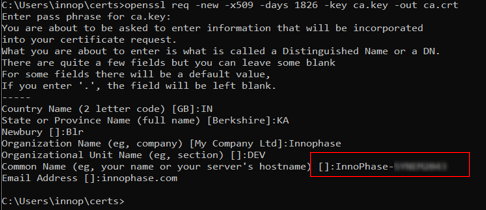 C:\Users\innop\certs>openssl req -new -x509 -days 1826 -key ca.key -out ca.crt
Enter pass phrase for ca.key:
You are about to be asked to enter information that will be incorporated
into your certificate request.
What you are about to enter is what is called a Distinguished Name or a DN.
There are quite a few fields but you can leave some blank
For some fields there will be a default value,
If you enter '.', the field will be left blank.
-----
Country Name (2 letter code) [GB]:IN
State or Province Name (full name) [Berkshire]:KA
Newbury []:Blr
Organization Name (eg, company) [My Company Ltd]:Innophase
Organizational Unit Name (eg, section) []:DEV
Common Name (eg, your name or your server's hostname) []:InnoPhase-
Email Address []:innophase.com
C:\Users\innop\certs>